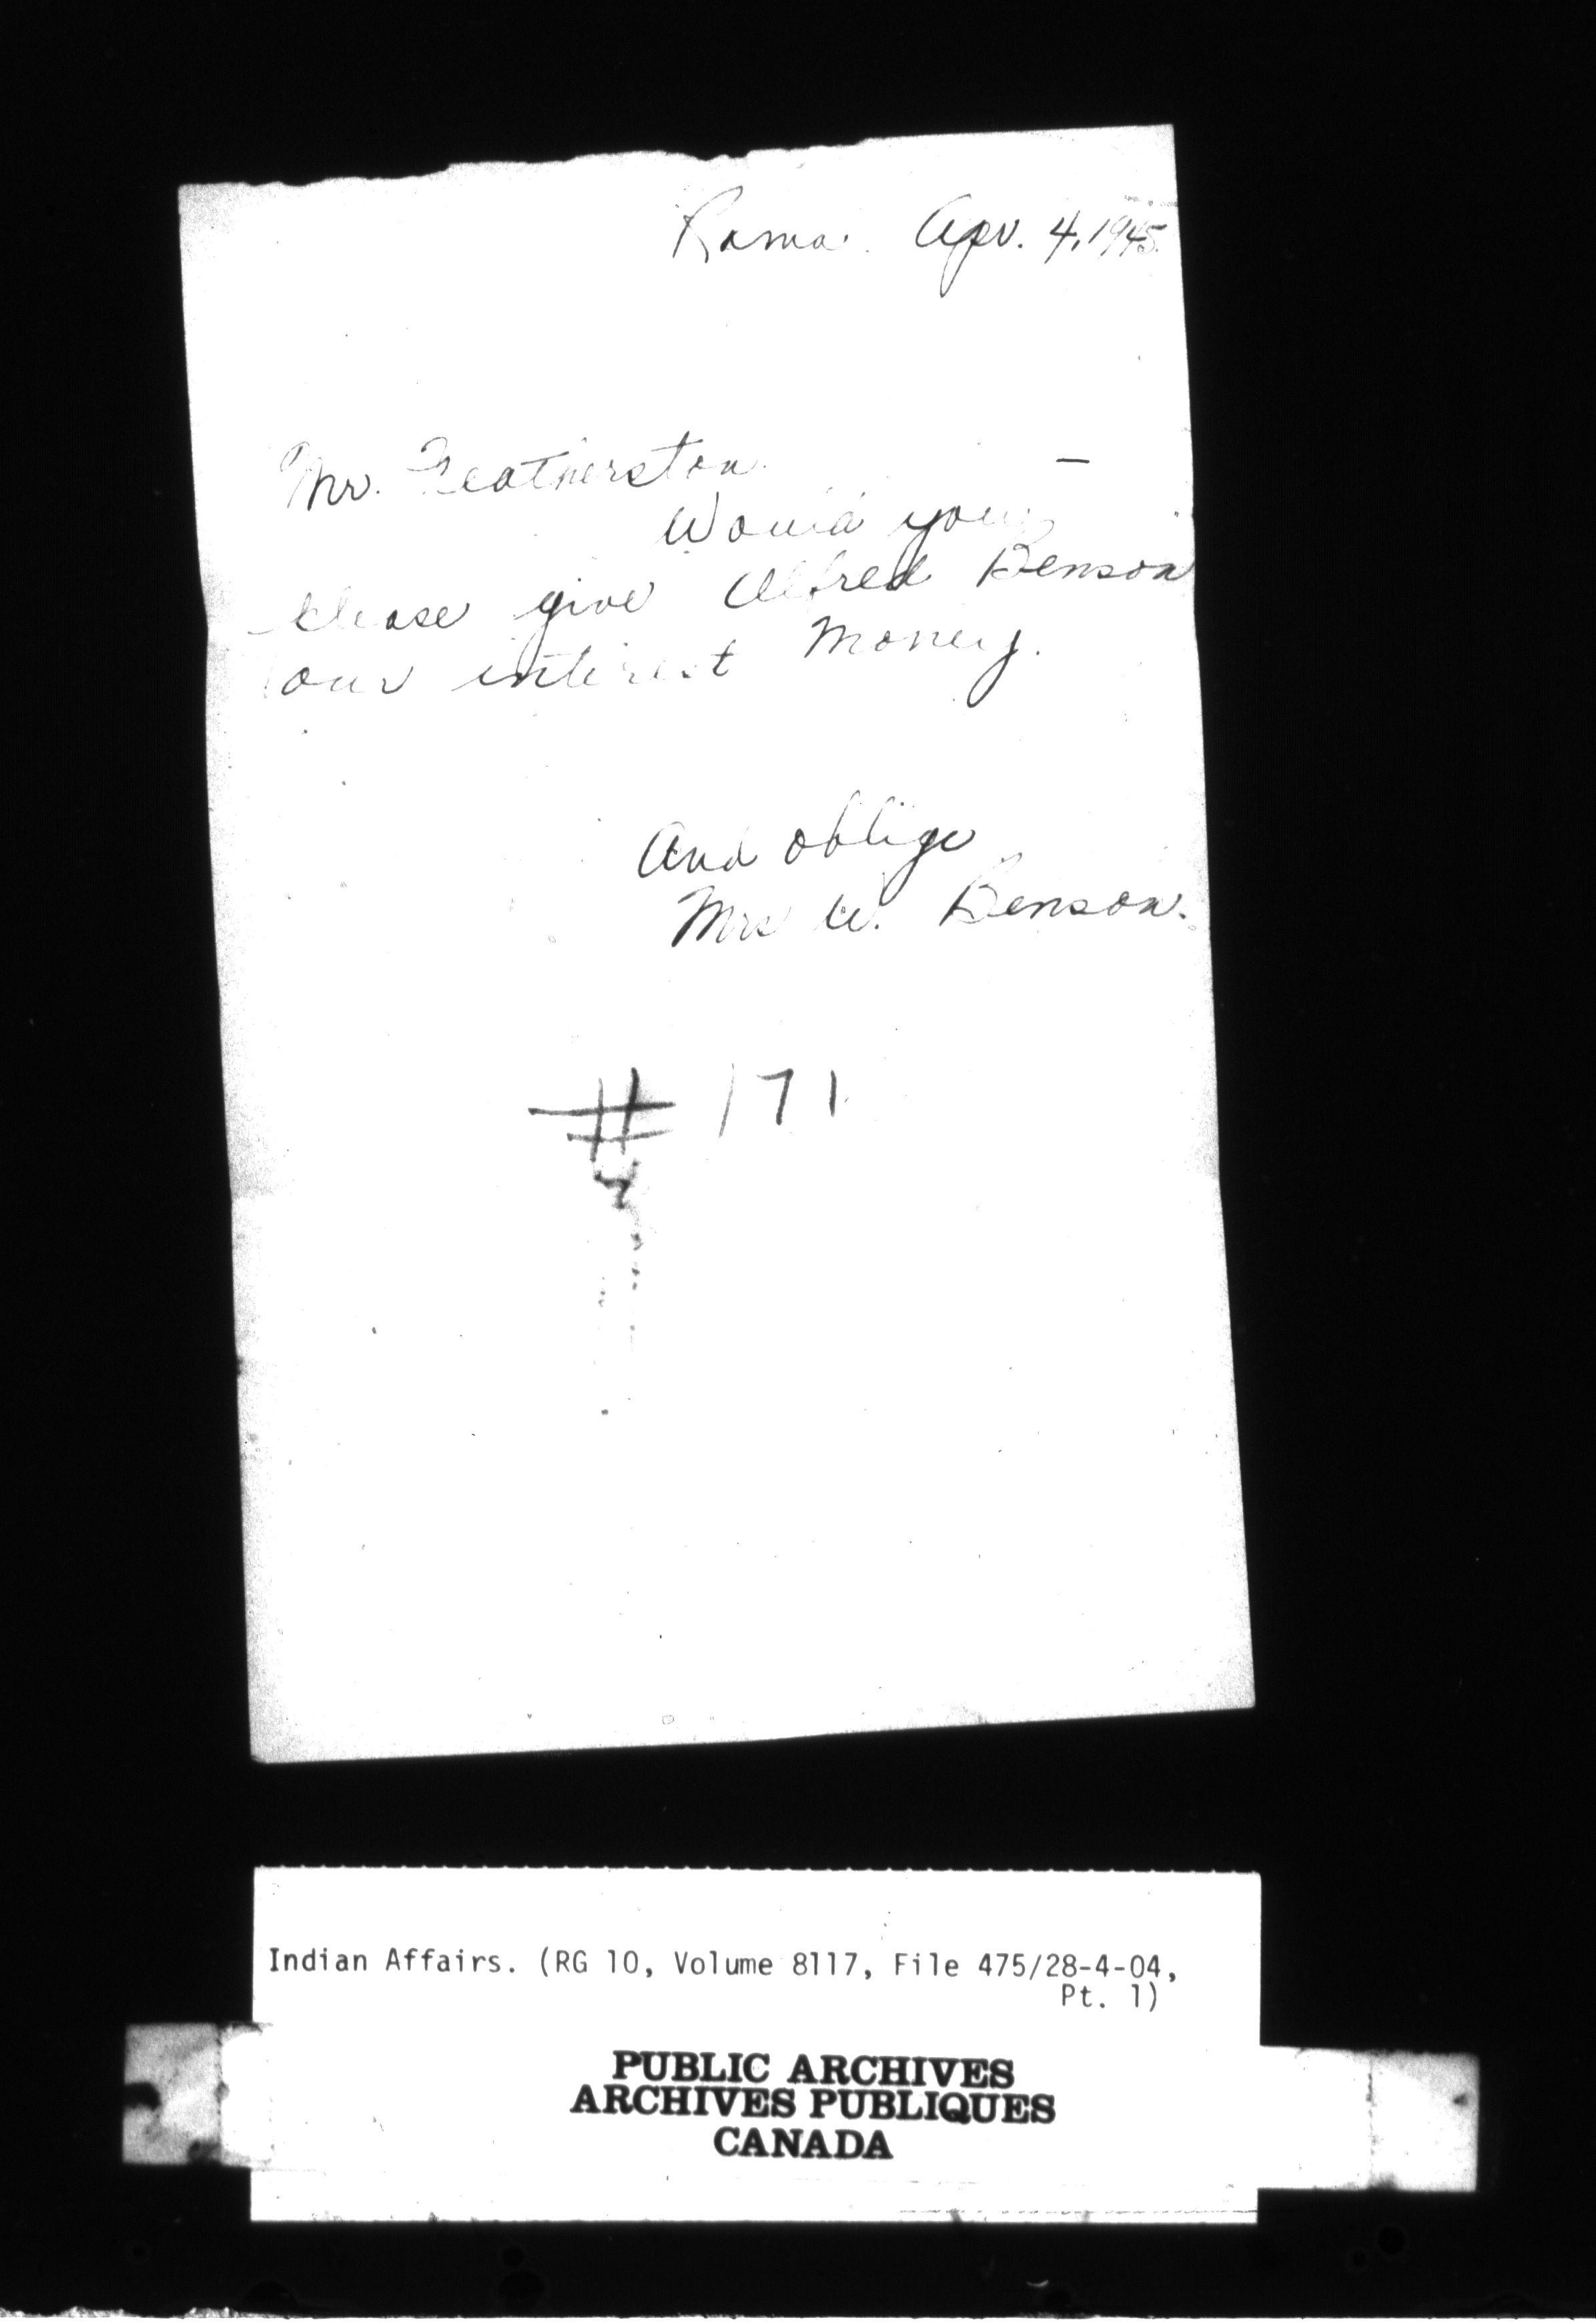 Rama. Apr. 4, 1945.
Mr. Featherston. –
Would you
please give Alfred Benson
our interest Money.
And oblige
Mrs W. Benson.
# 171
Indian Affairs. (RG 10, Volume 8117, File 475/28-4-04,
Pt. 1)
PUBLIC ARCHIVES
ARCHIVES PUBLIQUES
CANADA